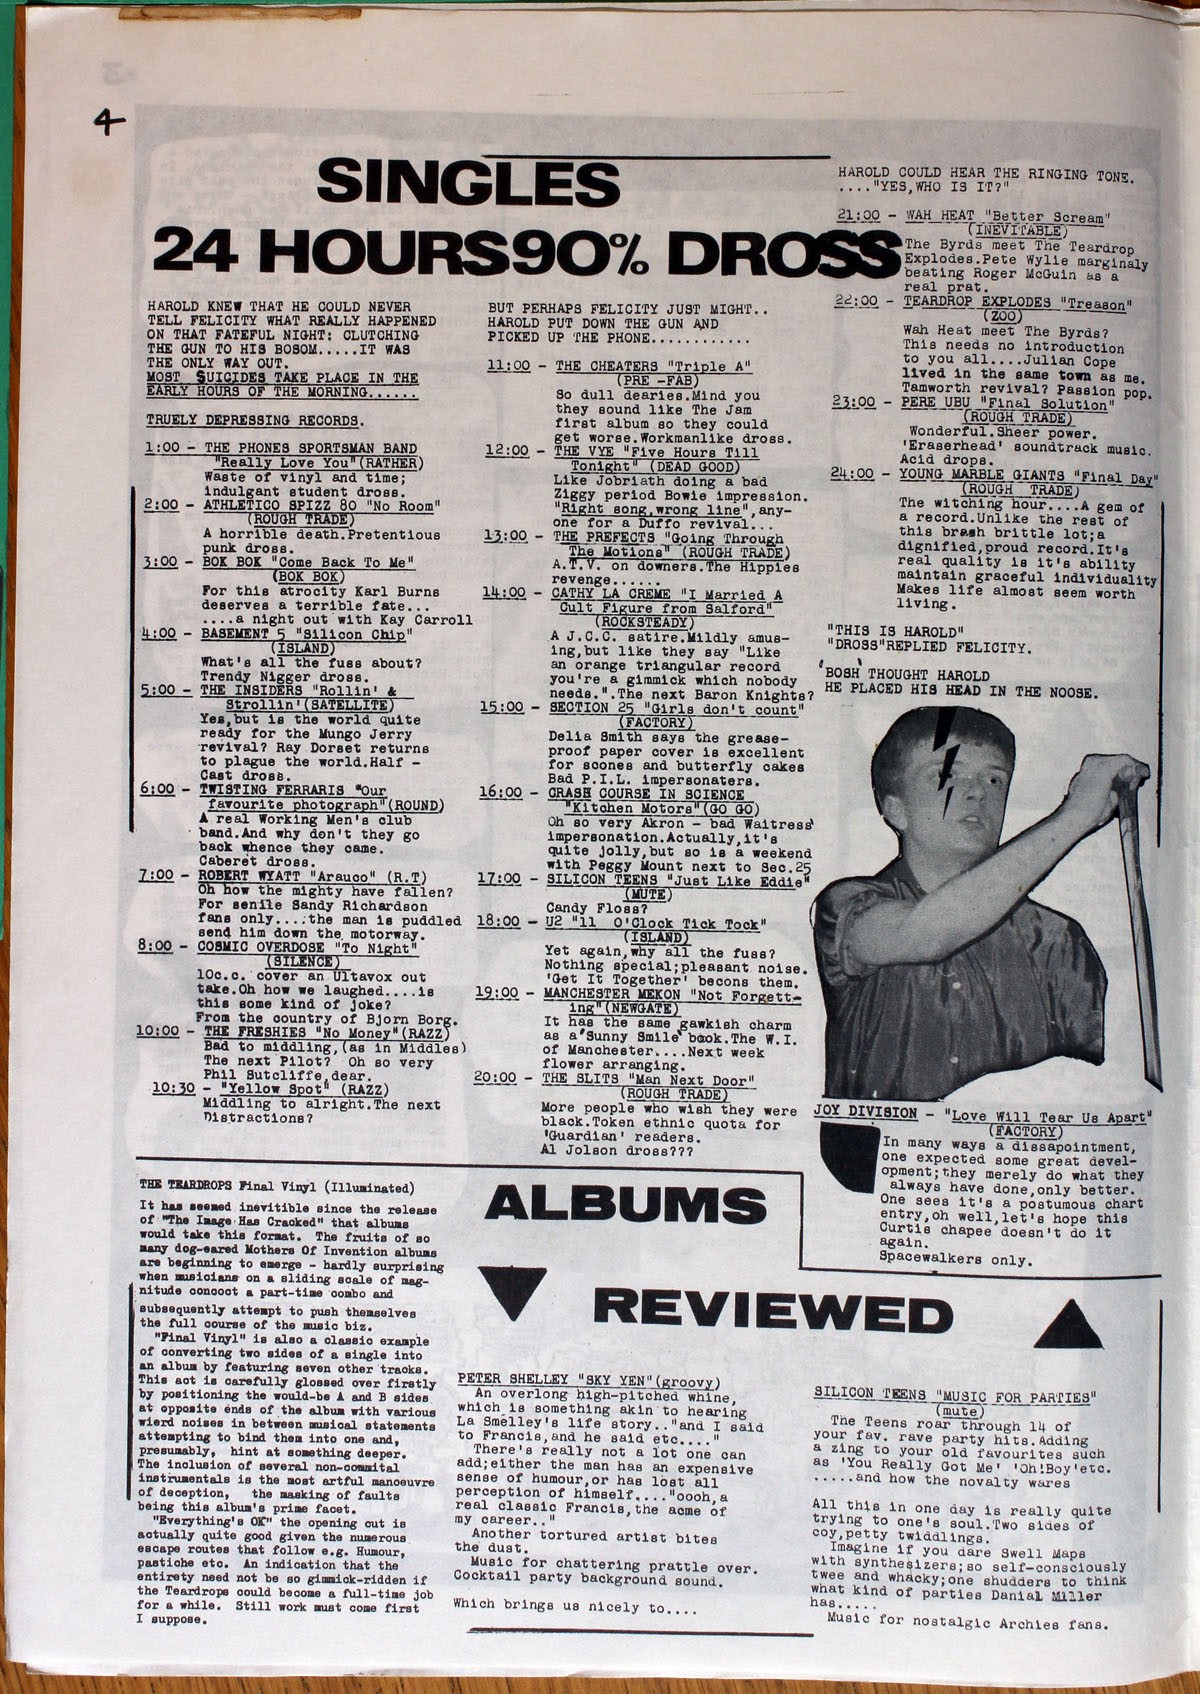 4
SINGLES
24 HOURS 90% DROSS
HAROLD KNEW THAT HE COULD NEVER
TELL FELICITY WHAT REALLY HAPPENED
ON THAT FATEFUL NIGHT: CLUTCHING
THE GUN TO HIS BOSOM.....IT WAS
THE ONLY WAY OUT.
MOST SUICIDES TAKE PLACE IN THE
EARLY HOURS OF THE MORNING......
TRUELY DEPRESSING RECORDS.
1:00 - THE PHONES SPORTSMAN BAND
"Really Love You"(RATHER)
Waste of vinyl and time;
indulgant student dross.
2:00 - ATHLETICO SPIZZ 80 "No Room"
(ROUGH TRADE)
A horrible death.Pretentious
punk dross.
3:00 - BOK BOK "Come Back To Me"
(BOK BOK)
For this atrocity Karl Burns
deserves a terrible fate...
....a night out with Kay Carroll
4:00 - BASEMENT 5 "Silicon Chip"
(ISLAND)
What's all the fuss about?
Trendy Nigger dross.
5:00 - THE INSIDERS "Rollin' &
Strollin'(SATELLITE)
Yes,but is the world quite
ready for the Mungo Jerry
revival? Ray Dorset returns
to plague the world.Half -
Cast dross.
6:00 - TWISTING FERRARIS "Our
favourite photograph"(ROUND)
A real Working Men's club
band.And why don't they go
back whence they came.
Caberet dross.
7:00 - ROBERT WYATT "Arauco" (R.T)
Oh how the mighty have fallen?
For senile Sandy Richardson
fans only....the man is puddled
send him down the motorway.
8:00 - COSMIC OVERDOSE "To Night"
(SILENCE)
10c.c. cover an Ultavox out
take.Oh how we laughed....is
this some kind of joke?
From the country of Bjorn Borg.
10:00 - THE FRESHIES "No Money"(RAZZ)
Bad to middling,(as in Middles)
The next Pilot? Oh so very
Phil Sutcliffe,dear.
10:30 - "Yellow Spot" (RAZZ)
Middling to alright.The next
Distractions?
BUT PERHAPS FELICITY JUST MIGHT..
HAROLD PUT DOWN THE GUN AND
PICKED UP THE PHONE............
11:00 - THE CHEATERS "Triple A"
(PRE -FAB)
So dull dearies.Mind you
they sound like The Jam
first album so they could
get worse.Workmanlike dross.
12:00 - THE VYE "Five Hours Till
Tonight" (DEAD GOOD)
Like Jobriath doing a bad
Ziggy period Bowie impression.
"Right song,wrong line",any-
one for a Duffo revival...
13:00 - THE PREFECTS "Going Through
The Motions" (ROUGH TRADE)
A.T.V. on downers.The Hippies
revenge......
14:00 - CATHY LA CREME "I Married A
Cult Figure from Salford"
(ROCKSTEADY)
A J.C.C. satire.Mildly amus-
ing,but like they say "Like
an orange triangular record
you're a gimmick which nobody
needs.".The next Baron Knights?
15:00 - SECTION 25 "Girls don't count"
(FACTORY)
Delia Smith says the grease-
proof paper cover is excellent
for scones and butterfly cakes
Bad P.I.L. impersonaters.
16:00 - CRASH COURSE IN SCIENCE
"Kitchen Motors"(GO GO)
Oh so very Akron - bad Waitress'
impersonation.Actually,it's
quite jolly,but so is a weekend
with Peggy Mount next to Sec.25
17:00 - SILICON TEENS "Just Like Eddie"
(MUTE)
Candy Floss?
18:00 - U2 "11 O'Clock Tick Tock"
(ISLAND)
Yet again,why all the fuss?
Nothing special;pleasant noise.
'Get It Together' becons them.
19:00 - MANCHESTER MEKON "Not Forgett-
ing"(NEWGATE)
It has the same gawkish charm
as a'Sunny Smile' book.The W.I.
of Manchester....Next week
flower arranging.
20:00 - THE SLITS "Man Next Door"
(ROUGH TRADE)
More people who wish they were
black.Token ethnic quota for
'Guardian' readers.
Al Jolson dross???
HAROLD COULD HEAR THE RINGING TONE.
...."YES,WHO IS IT?"
21:00 - WAH HEAT "Better Scream"
(INEVITABLE)
The Byrds meet The Teardrop
Explodes.Pete Wylie marginaly
beating Roger McGuin as a
real prat.
22:00 - TEARDROP EXPLODES "Treason"
(ZOO)
Wah Heat meet The Byrds?
This needs no introduction
to you all....Julian Cope
lived in the same town as me.
Tamworth revival? Passion pop.
23:00 - PERE UBU "Final Solution"
(ROUGH TRADE)
Wonderful.Sheer power.
'Eraserhead' soundtrack music.
Acid drops.
24:00 - YOUNG MARBLE GIANTS "Final Day"
(ROUGH TRADE)
The witching hour....A gem of
a record.Unlike the rest of
this brash brittle lot;a
dignified,proud record.It's
real quality is it's ability
maintain graceful individuality
Makes life almost seem worth
living.
"THIS IS HAROLD"
"DROSS"REPLIED FELICITY.
'BOSH' THOUGHT HAROLD
HE PLACED HIS HEAD IN THE NOOSE.
JOY DIVISION - "Love Will Tear Us Apart"
(FACTORY)
In many ways a dissapointment,
one expected some great devel-
opment;they merely do what they
always have done,only better.
One sees it's a postumous chart
entry,oh well,let's hope this
Curtis chapee doesn't do it
again.
Spacewalkers only.
THE TEARDROPS Final Vinyl (Illuminated)
It has seemed inevitible since the release
of "The Image Has Cracked" that albums
would take this format. The fruits of so
many dog-eared Mothers Of Invention albums
are beginning to emerge - hardly surprising
when musicians on a sliding scale of mag-
nitude concoct a part-time combo and
subsequently attempt to push themselves
the full course of the music biz.
"Final Vinyl" is also a classic example
of converting two sides of a single into
an album by featuring seven other tracks.
This act is carefully glossed over firstly
by positioning the would-be A and B sides
at opposite ends of the album with various
wierd noises in between musical statements
attempting to bind them into one and,
presumably, hint at something deeper.
The inclusion of several non-commital
instrumentals is the most artful manoeuvre
of deception, the masking of faults
being this album's prime facet.
"Everything's OK" the opening cut is
actually quite good given the numerous
escape routes that follow e.g. Humour,
pastiche etc. An indication that the
entirety need not be so gimmick-ridden if
the Teardrops could become a full-time job
for a while. Still work must come first
I suppose.
ALBUMS
REVIEWED
PETER SHELLEY "SKY YEN"(groovy)
An overlong high-pitched whine,
which is something akin to hearing
La Smelley's life story.."and I said
to Francis,and he said etc...."
There's really not a lot one can
add;either the man has an expensive
sense of humour,or has lost all
perception of himself...."oooh,a
real classic Francis,the acme of
my career.."
Another tortured artist bites
the dust.
Music for chattering prattle over.
Cocktail party background sound.
Which brings us nicely to....
SILICON TEENS "MUSIC FOR PARTIES"
(mute)
The Teens roar through 14 of
your fav. rave party hits.Adding
a zing to your old favourites such
as 'You Really Got Me' 'Oh!Boy'etc.
.....and how the novalty wares
All this in one day is really quite
trying to one's soul.Two sides of
coy,petty twiddlings.
Imagine if you dare Swell Maps
with synthesizers;so self-consciously
twee and whacky;one shudders to think
what kind of parties Danial Miller
has.....
Music for nostalgic Archies fans.